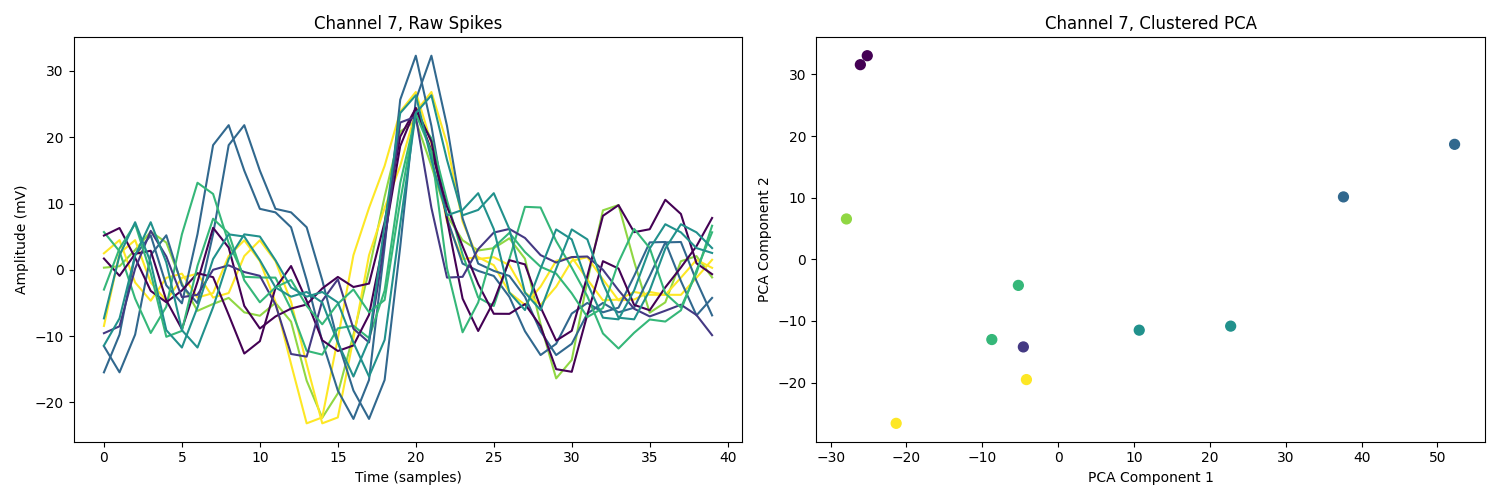 Channel 7, Raw Spikes
Amplitude (mV)
30
20
10
0
−10
−20
0 5 10 15 20 25 30 35 40
Time (samples)
Channel 7, Clustered PCA
PCA Component 2
30
20
10
0
−10
−20
−30 −20 −10 0 10 20 30 40 50
PCA Component 1